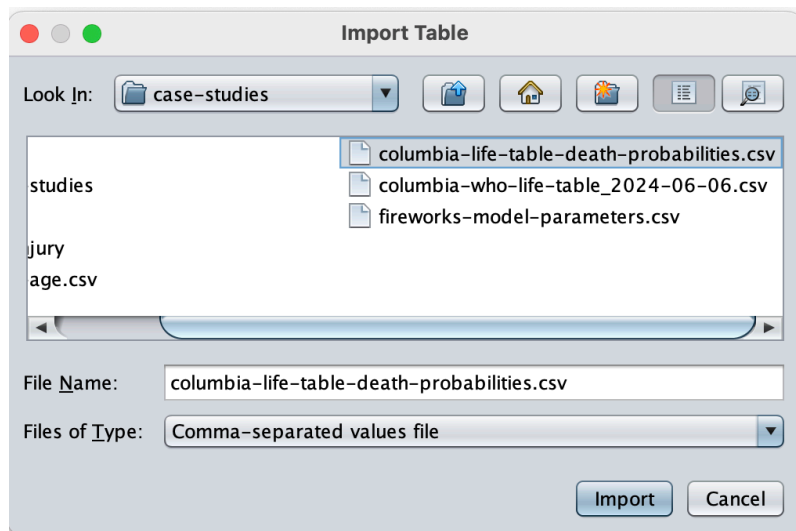 Import Table
Look In: case-studies
columbia-life-table-death-probabilities.csv
studies columbia-who-life-table_2024-06-06.csv
fireworks-model-parameters.csv
jury
age.csv
File Name: columbia-life-table-death-probabilities.csv
Files of Type: Comma-separated values file
Import Cancel